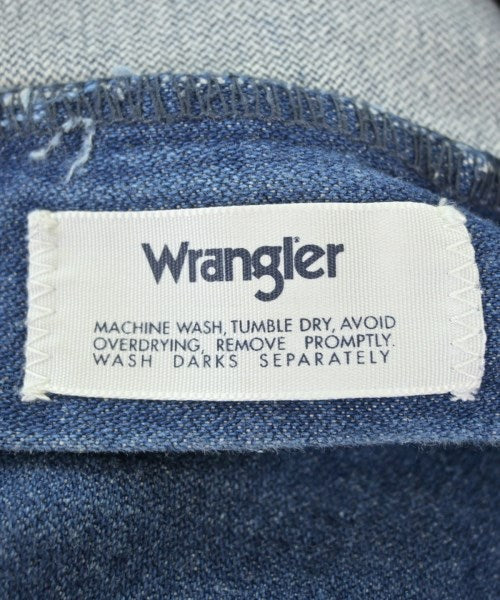 Wrangler
MACHINE WASH, TUMBLE DRY, AVOID
OVERDRYING, REMOVE PROMPTLY.
WASH DARKS SEPARATELY